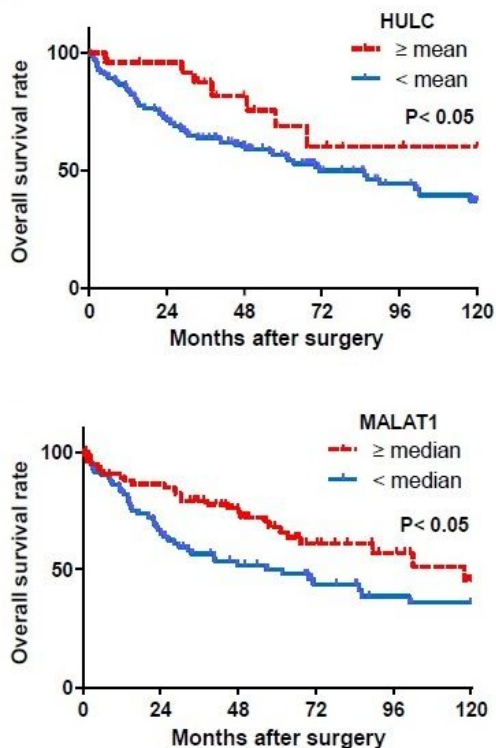 HULC
≥ mean
< mean
P< 0.05
Overall survival rate
100
50
0
0 24 48 72 96 120
Months after surgery
MALAT1
≥ median
< median
P< 0.05
Overall survival rate
100
50
0
0 24 48 72 96 120
Months after surgery